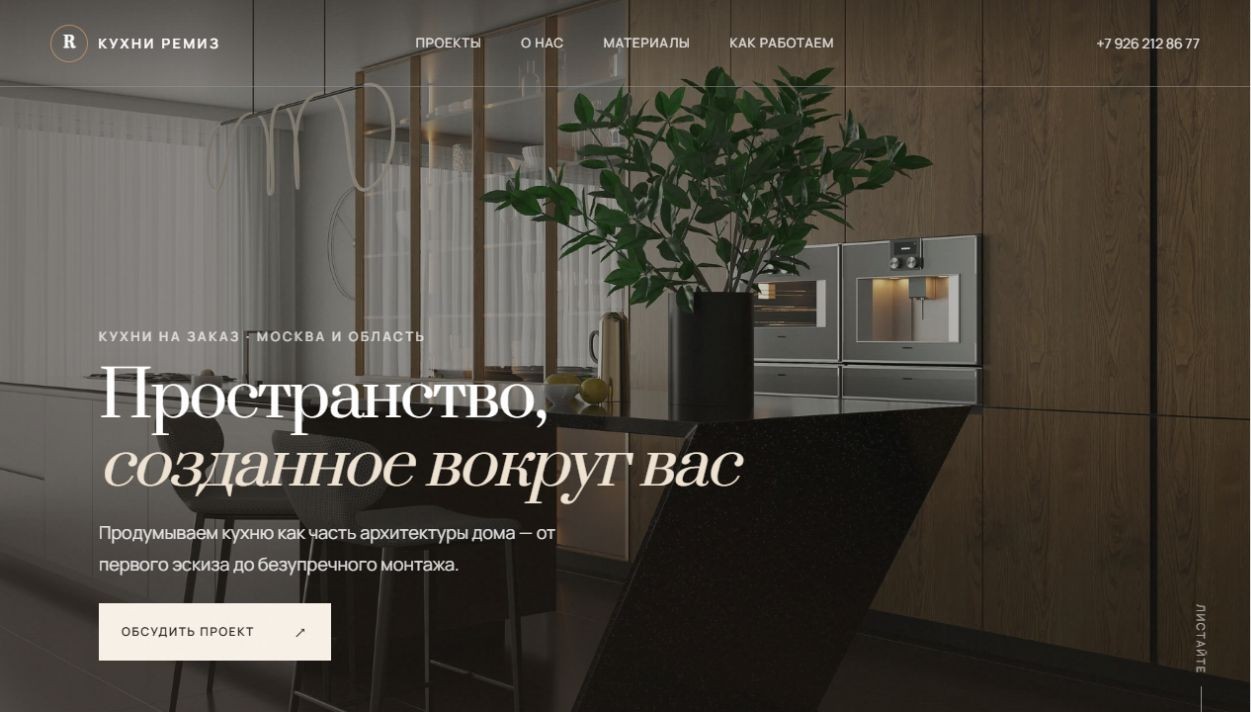 R КУХНИ РЕМИЗ
ПРОЕКТЫ О НАС МАТЕРИАЛЫ КАК РАБОТАЕМ
+7 926 212 86 77
КУХНИ НА ЗАКАЗ · МОСКВА И ОБЛАСТЬ
Пространство,
созданное вокруг вас
Продумываем кухню как часть архитектуры дома — от
первого эскиза до безупречного монтажа.
ОБСУДИТЬ ПРОЕКТ ↗
ЛИСТАЙТЕ